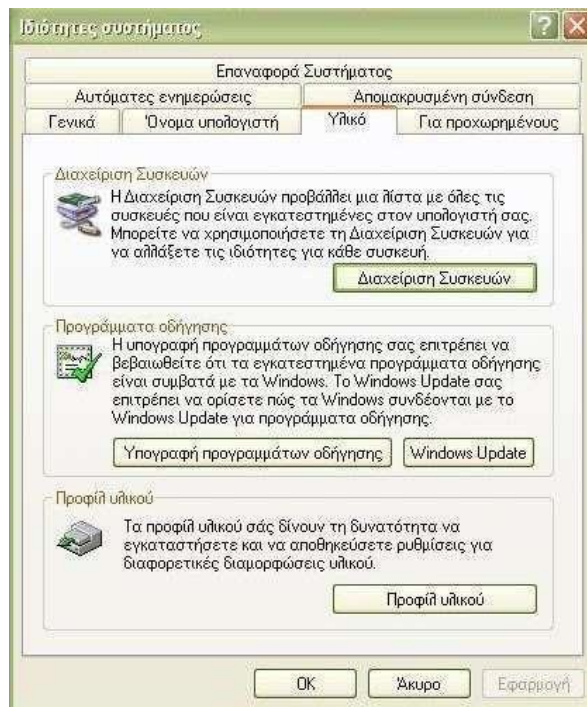 Ιδιότητες συστήματος
Επαναφορά Συστήματος
Αυτόματες ενημερώσεις Απομακρυσμένη σύνδεση
Γενικά Όνομα υπολογιστή Υλικό Για προχωρημένους
Διαχείριση Συσκευών
Η Διαχείριση Συσκευών προβάλλει μια λίστα με όλες τις
συσκευές που είναι εγκατεστημένες στον υπολογιστή σας.
Μπορείτε να χρησιμοποιήσετε τη Διαχείριση Συσκευών για
να αλλάξετε τις ιδιότητες για κάθε συσκευή.
Διαχείριση Συσκευών
Προγράμματα οδήγησης
Η υπογραφή προγραμμάτων οδήγησης σας επιτρέπει να
βεβαιωθείτε ότι τα εγκατεστημένα προγράμματα οδήγησης
είναι συμβατά με τα Windows. Το Windows Update σας
επιτρέπει να ορίσετε πώς τα Windows συνδέονται με το
Windows Update για προγράμματα οδήγησης.
Υπογραφή προγραμμάτων οδήγησης Windows Update
Προφίλ υλικού
Τα προφίλ υλικού σάς δίνουν τη δυνατότητα να
εγκαταστήσετε και να αποθηκεύσετε ρυθμίσεις για
διαφορετικές διαμορφώσεις υλικού.
Προφίλ υλικού
OK Άκυρο Εφαρμογή